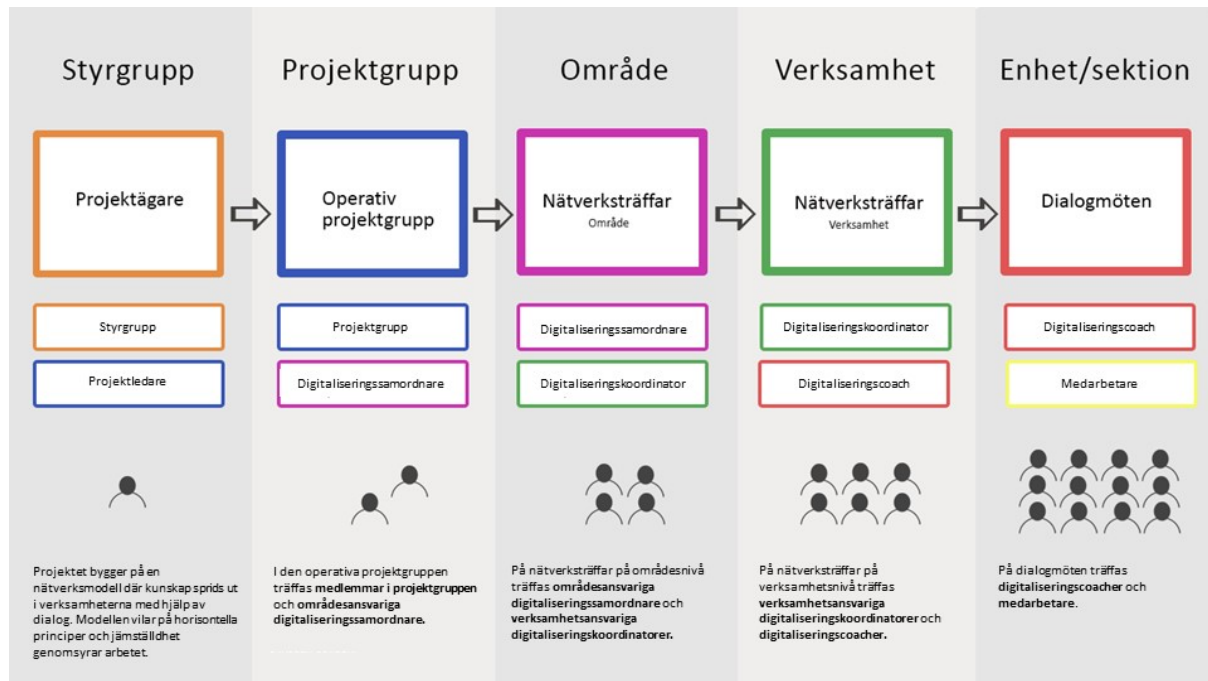 Styrgrupp
Projektgrupp
Område
Verksamhet
Enhet/sektion
Projektägare
Operativ
projektgrupp
Nätverksträffar
Område
Nätverksträffar
Verksamhet
Dialogmöten
Styrgrupp
Projektgrupp
Digitaliseringssamordnare
Digitaliseringskoordinator
Digitaliseringscoach
Projektledare
Digitaliseringssamordnare
Digitaliseringskoordinator
Digitaliseringscoach
Medarbetare
Projektet bygger på en
nätverksmodell där kunskap sprids ut
i verksamheterna med hjälp av
dialog. Modellen vilar på horisontella
principer och jämställdhet
genomsyrar arbetet.
I den operativa projektgruppen
träffas medlemmar i projektgruppen
och områdesansvariga
digitaliseringssamordnare.
På nätverksträffar på områdesnivå
träffas områdesansvariga
digitaliseringssamordnare och
verksamhetsansvariga
digitaliseringskoordinatorer.
På nätverksträffar på
verksamhetsnivå träffas
verksamhetsansvariga
digitaliseringskoordinatorer och
digitaliseringscoacher.
På dialogmöten träffas
digitaliseringscoacher och
medarbetare.